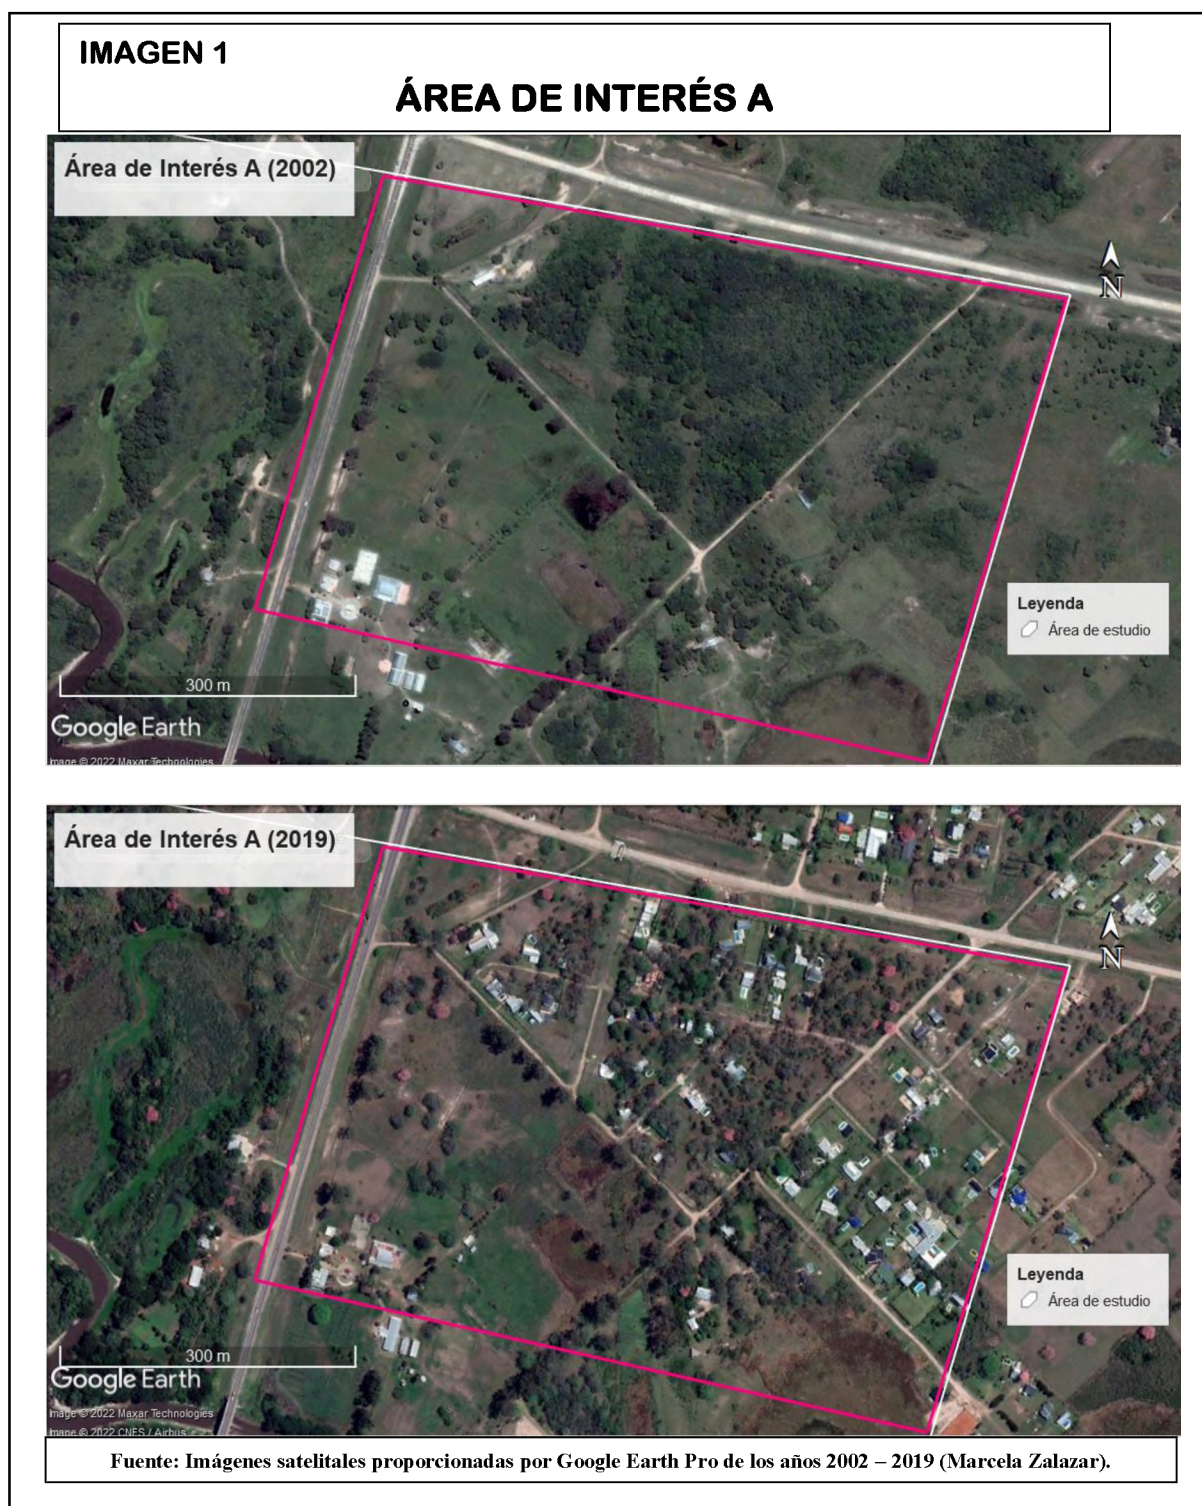 IMAGEN 1
ÁREA DE INTERÉS A
Área de Interés A (2002)
N
Leyenda
Área de estudio
300 m
Google Earth
Image © 2022 Maxar Technologies
Área de Interés A (2019)
N
Leyenda
Área de estudio
300 m
Google Earth
Image © 2022 Maxar Technologies
Image © 2022 CNES / Airbus
Fuente: Imágenes satelitales proporcionadas por Google Earth Pro de los años 2002 – 2019 (Marcela Zalazar).